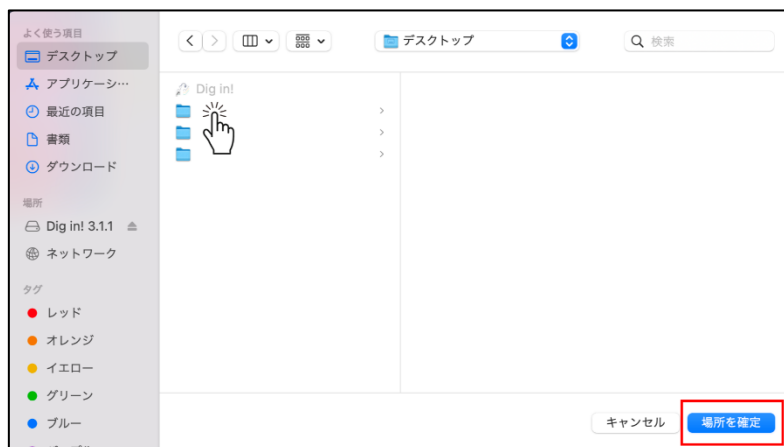 よく使う項目
デスクトップ
アプリケーシ…
最近の項目
書類
ダウンロード
場所
Dig in! 3.1.1
ネットワーク
タグ
レッド
オレンジ
イエロー
グリーン
ブルー
デスクトップ
検索
Dig in!
キャンセル
場所を確定